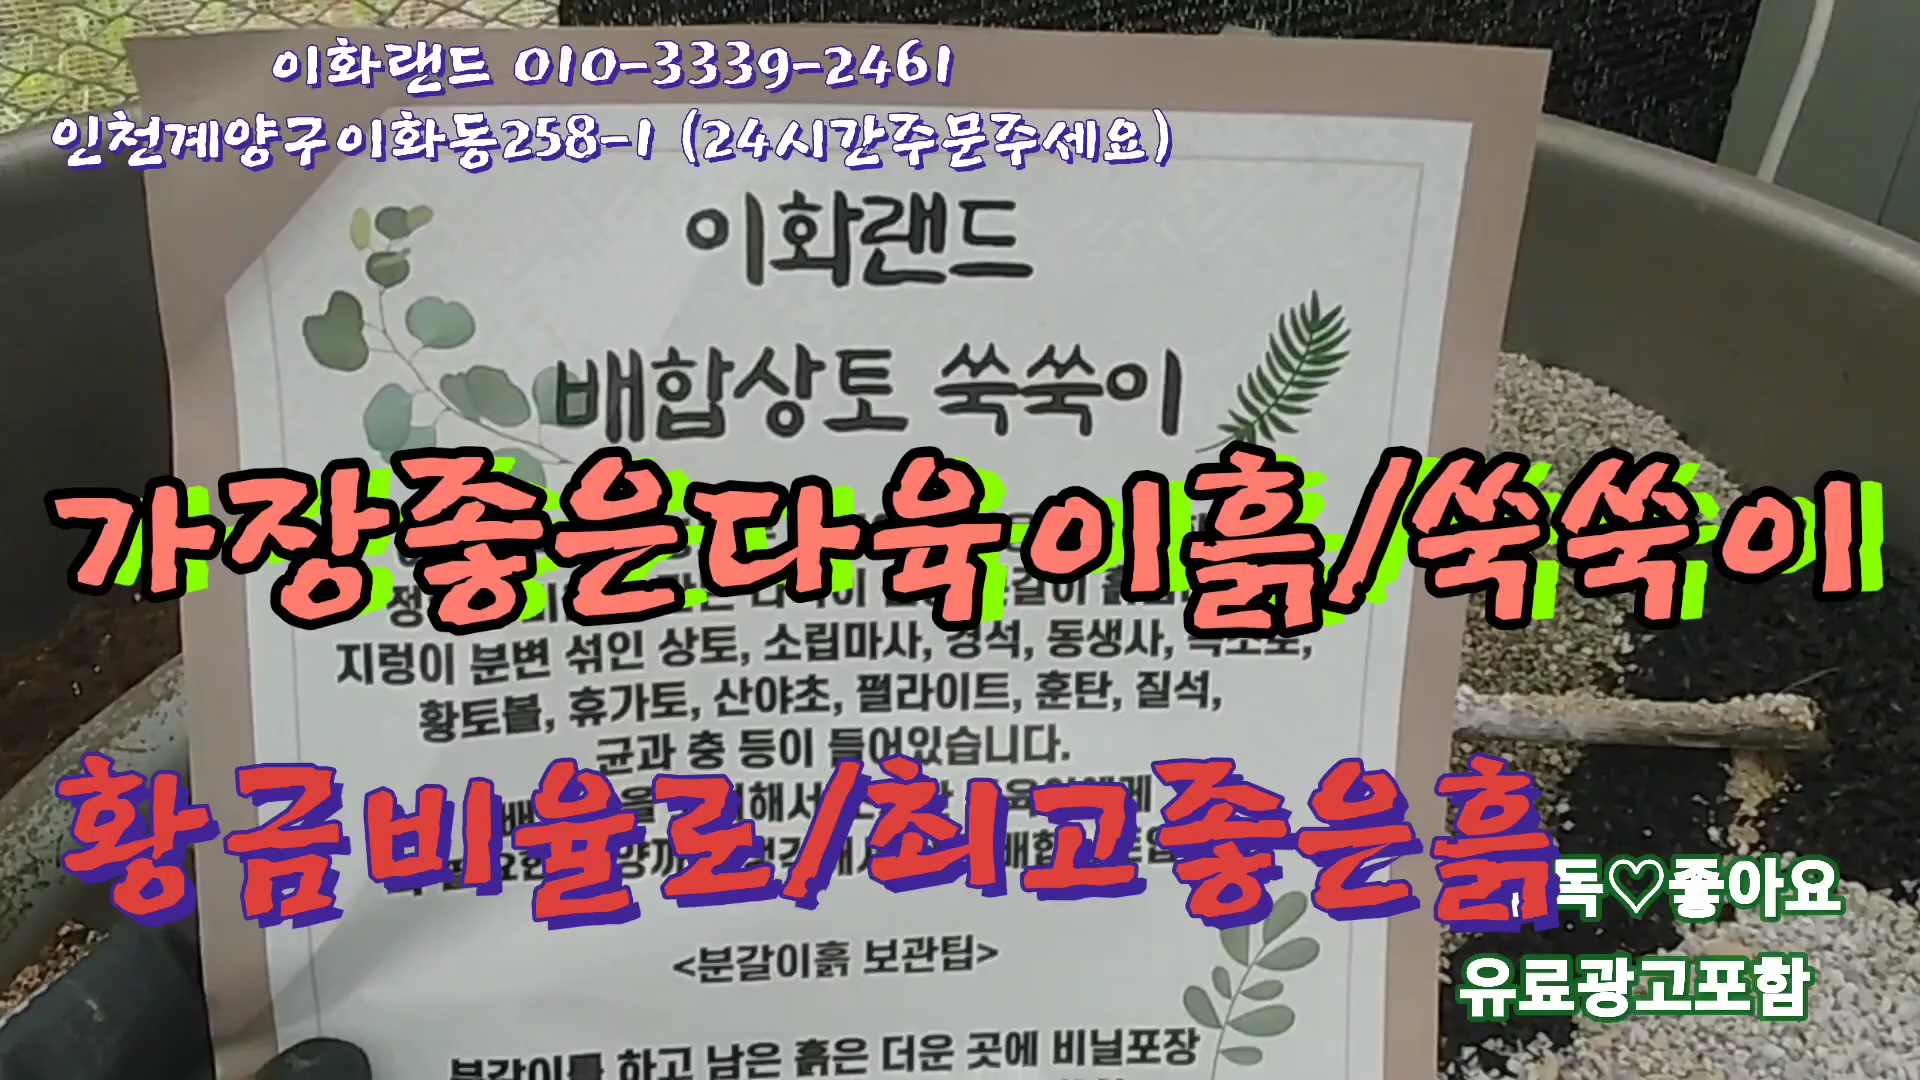 이화랜드 010-3339-2461
인천계양구이화동258-1 (24시간주문주세요)
이화랜드
배합상토 쑥쑥이
가장좋은다육이흙/쑥쑥이
지렁이 분변 섞인 상토, 소립마사, 경석, 동생사,
황토볼, 휴가토, 산야초, 펄라이트, 훈탄, 질석,
균과 충 등이 들어있습니다.
황금비율로/최고좋은흙
독♡좋아요
유료광고포함
<분갈이흙 보관팁>
분갈이를 하고 남은 흙은 더운 곳에 비닐포장